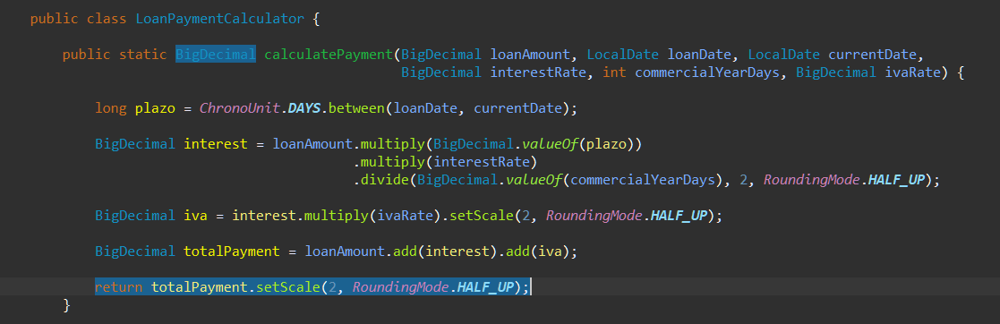 public class LoanPaymentCalculator {
public static BigDecimal calculatePayment(BigDecimal loanAmount, LocalDate loanDate, LocalDate currentDate,
BigDecimal interestRate, int commercialYearDays, BigDecimal ivaRate) {
long plazo = ChronoUnit.DAYS.between(loanDate, currentDate);
BigDecimal interest = loanAmount.multiply(BigDecimal.valueOf(plazo))
.multiply(interestRate)
.divide(BigDecimal.valueOf(commercialYearDays), 2, RoundingMode.HALF_UP);
BigDecimal iva = interest.multiply(ivaRate).setScale(2, RoundingMode.HALF_UP);
BigDecimal totalPayment = loanAmount.add(interest).add(iva);
return totalPayment.setScale(2, RoundingMode.HALF_UP);
}